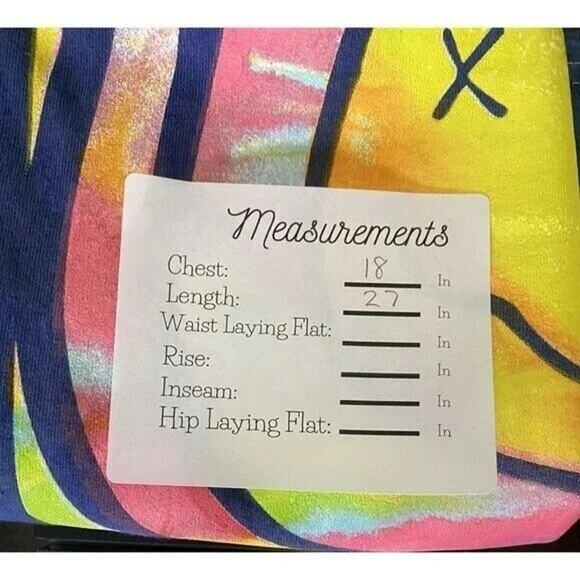 X
Measurements
Chest: 18 In
Length: 27 In
Waist Laying Flat: In
Rise: In
Inseam: In
Hip Laying Flat: In